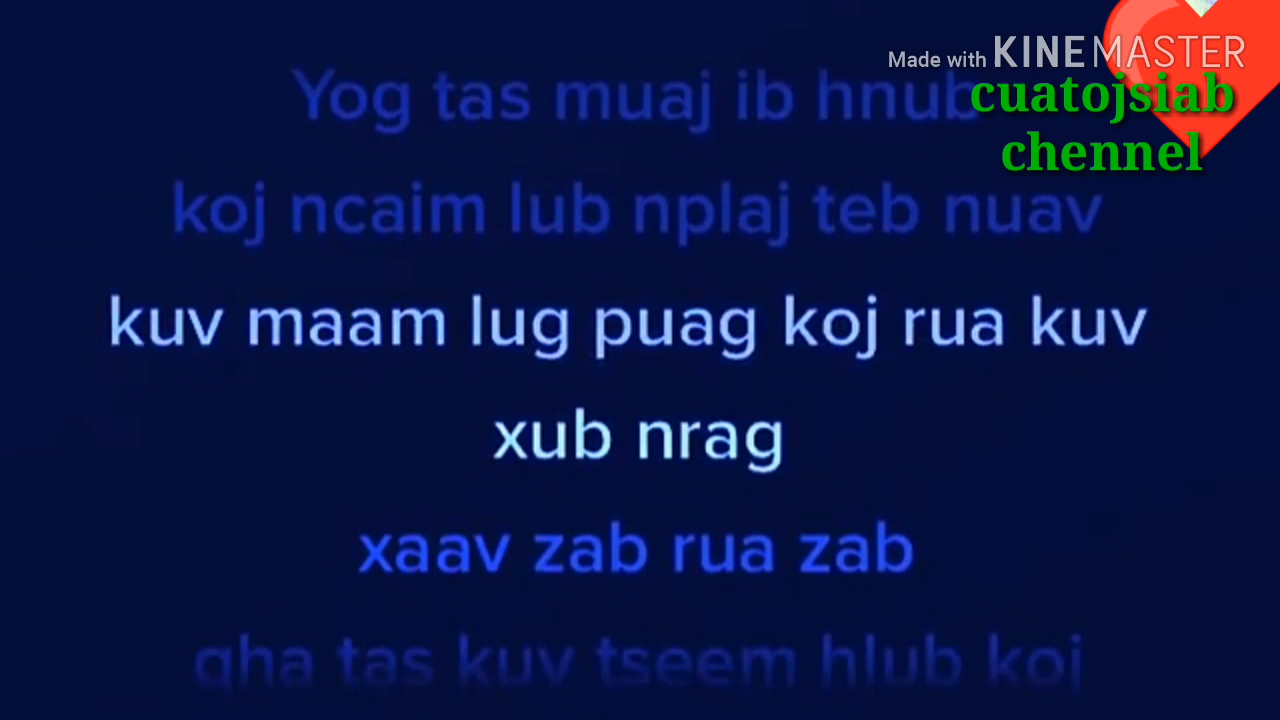 Made with KINEMASTER
cuatojsiab
chennel
Yog tas muaj ib hnub
koj ncaim lub nplaj teb nuav
kuv maam lug puag koj rua kuv
xub nrag
xaav zab rua zab
qha tas kuv tseem hlub koj